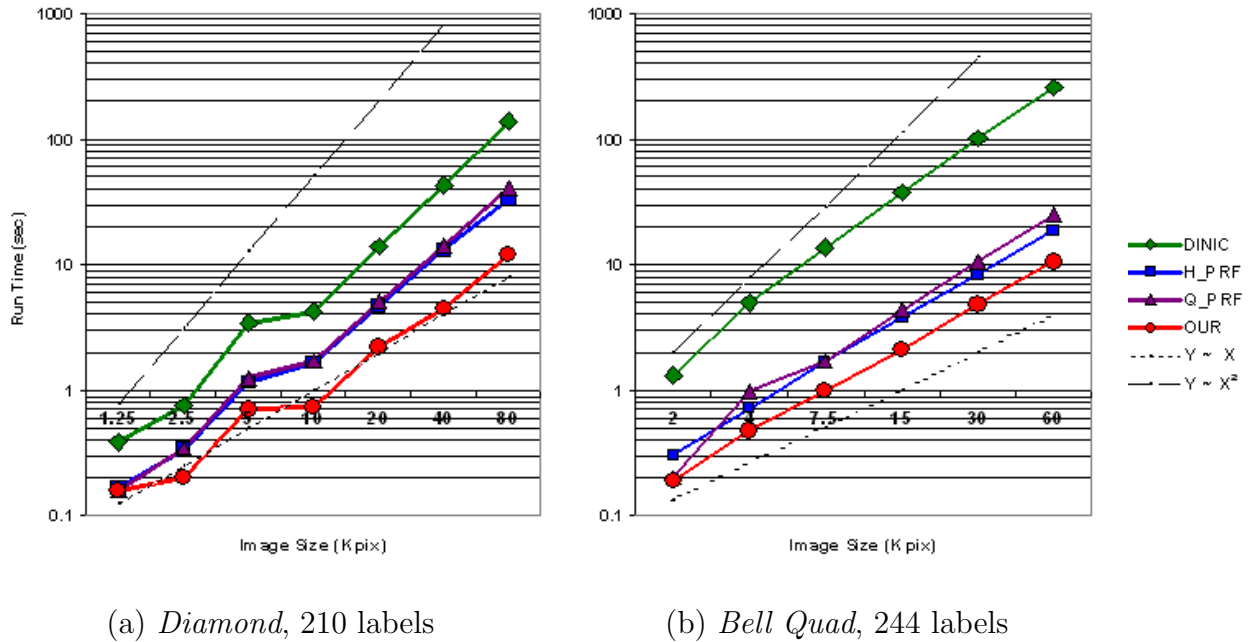 1000
100
10
1
0.1
Run Time (sec)
1.25 2.5 5 10 20 40 80
Image Size (Kpix)
1000
100
10
1
0.1
2 4 7.5 15 30 60
Image Size (Kpix)
DINIC
H_PRF
Q_PRF
OUR
Y ~ X
Y ~ X²
(a) Diamond, 210 labels
(b) Bell Quad, 244 labels